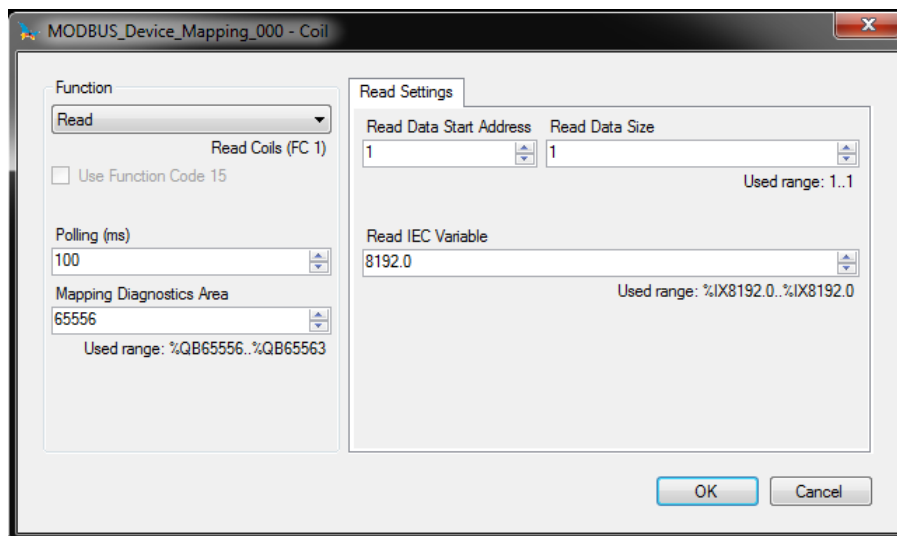 MODBUS_Device_Mapping_000 - Coil
Function
Read
Read Coils (FC 1)
Use Function Code 15
Polling (ms)
100
Mapping Diagnostics Area
65556
Used range: %QB65556..%QB65563
Read Settings
Read Data Start Address
Read Data Size
1
1
Used range: 1..1
Read IEC Variable
8192.0
Used range: %IX8192.0..%IX8192.0
OK
Cancel